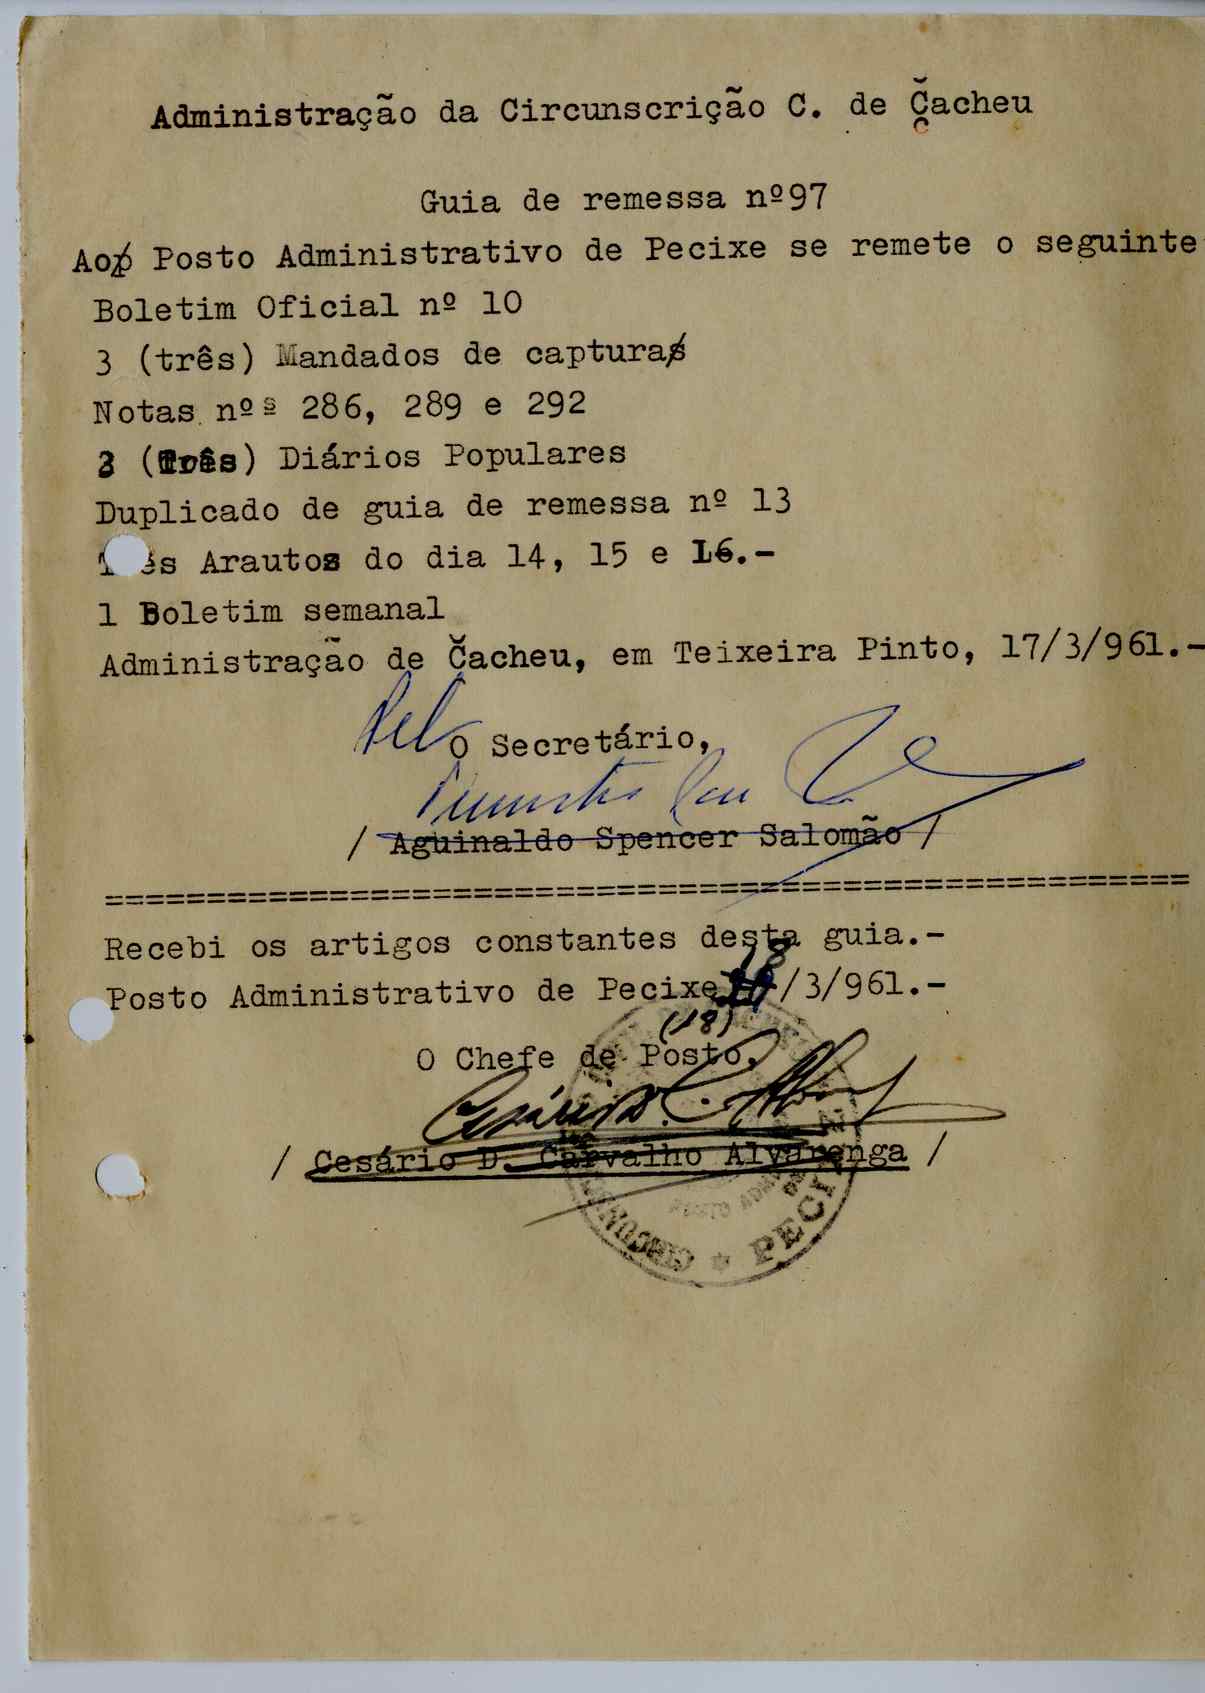 Administração da Circunscrição C. de Cacheu
Guia de remessa nº97
Ao Posto Administrativo de Pecixe se remete o seguinte
Boletim Oficial nº 10
3 (três) Mandados de captura
Notas nºs 286, 289 e 292
3 (Três) Diários Populares
Duplicado de guia de remessa nº 13
Três Arautos do dia 14, 15 e 16.-
1 Boletim semanal
Administração de Cacheu, em Teixeira Pinto, 17/3/961.-
Pel O Secretário,
/ Aguinaldo Spencer Salomão /
=====================================================
Recebi os artigos constantes desta guia.-
Posto Administrativo de Pecixe 18/3/961.-
(18)
O Chefe de Posto,
/ Cesário D. Carvalho Alvarenga /